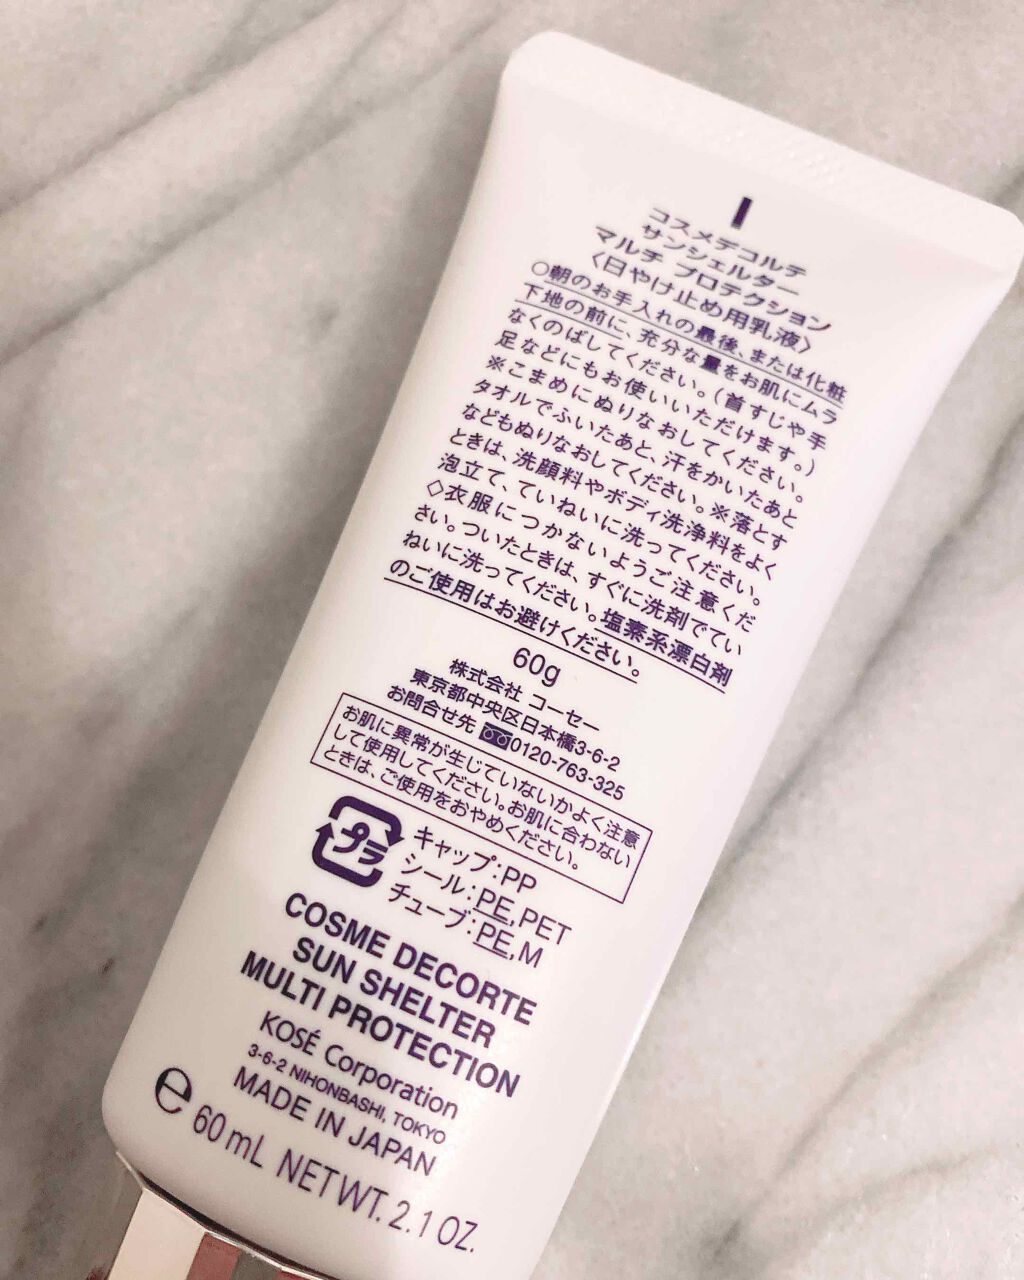 コスメデコルテ
サンシェルター
マルチ プロテクション
〈日やけ止め用乳液〉
○朝のお手入れの最後、または化粧
下地の前に、充分な量をお肌にムラ
なくのばしてください。(首すじや手
足などにもお使いいただけます。)
※こまめにぬりなおしてください。
タオルでふいたあと、汗をかいたあと
などもぬりなおしてください。※落とす
ときは、洗顔料やボディ洗浄料をよく
泡立て、ていねいに洗ってください。
◇衣服につかないようご注意くだ
さい。ついたときは、すぐに洗剤でてい
ねいに洗ってください。塩素系漂白剤
のご使用はお避けください。
60g
株式会社 コーセー
東京都中央区日本橋3-6-2
お問合せ先 0120-763-325
お肌に異常が生じていないかよく注意
して使用してください。お肌に合わない
ときは、ご使用をおやめください。
プラ
キャップ:PP
シール:PE,PET
チューブ:PE,M
COSME DECORTE
SUN SHELTER
MULTI PROTECTION
KOSÉ Corporation
3-6-2 NIHONBASHI, TOKYO
MADE IN JAPAN
℮ 60 mL NETWT. 2.1 OZ.